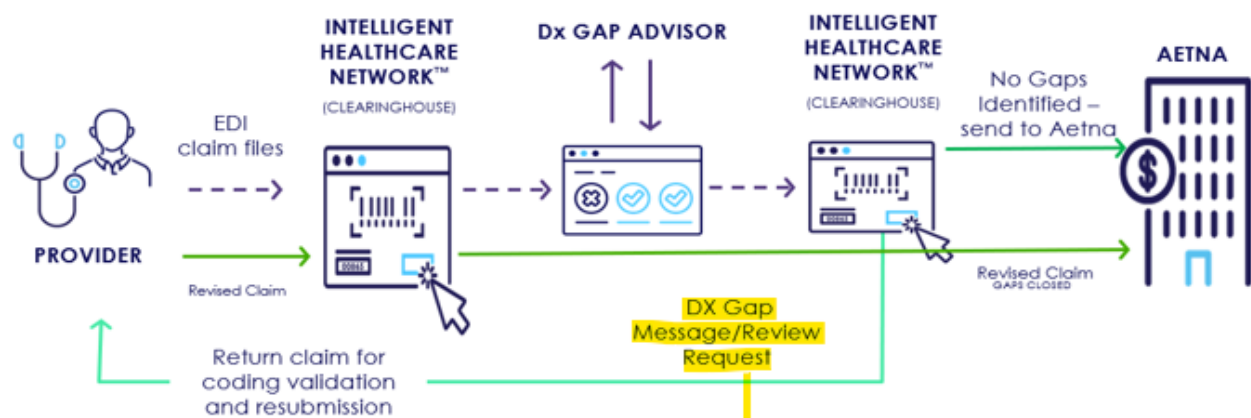 INTELLIGENT
HEALTHCARE
NETWORK™
(CLEARINGHOUSE)
Dx GAP ADVISOR
INTELLIGENT
HEALTHCARE
NETWORK™
(CLEARINGHOUSE)
AETNA
No Gaps
Identified –
send to Aetna
EDI
claim files
$
PROVIDER
Revised Claim
Revised Claim
GAPS CLOSED
DX Gap
Message/Review
Request
Return claim for
coding validation
and resubmission